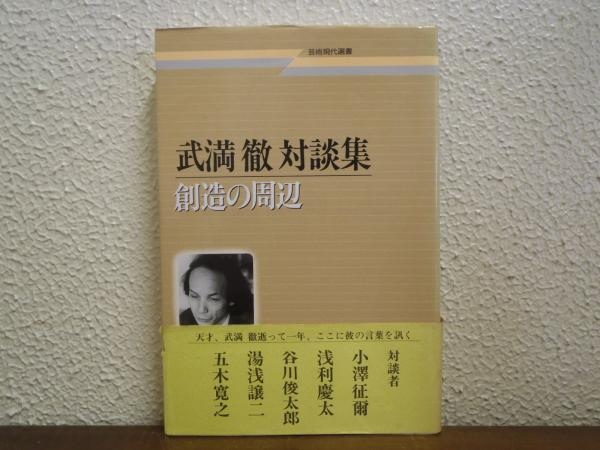 芸術現代選書
武満 徹 対談集
創造の周辺
天才、武満 徹逝って一年、ここに彼の言葉を訊く
対談者
小澤征爾
浅利慶太
谷川俊太郎
湯浅譲二
五木寛之